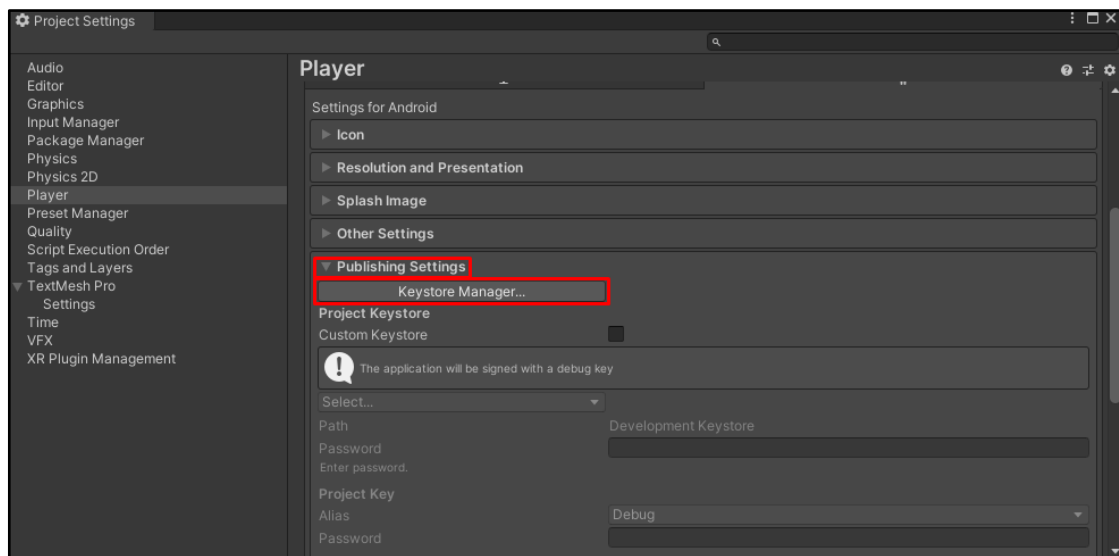 Project Settings
Audio
Editor
Graphics
Input Manager
Package Manager
Physics
Physics 2D
Player
Preset Manager
Quality
Script Execution Order
Tags and Layers
TextMesh Pro
Settings
Time
VFX
XR Plugin Management
Player
Settings for Android
Icon
Resolution and Presentation
Splash Image
Other Settings
Publishing Settings
Keystore Manager...
Project Keystore
Custom Keystore
The application will be signed with a debug key
Select...
Path Development Keystore
Password
Enter password.
Project Key
Alias Debug
Password